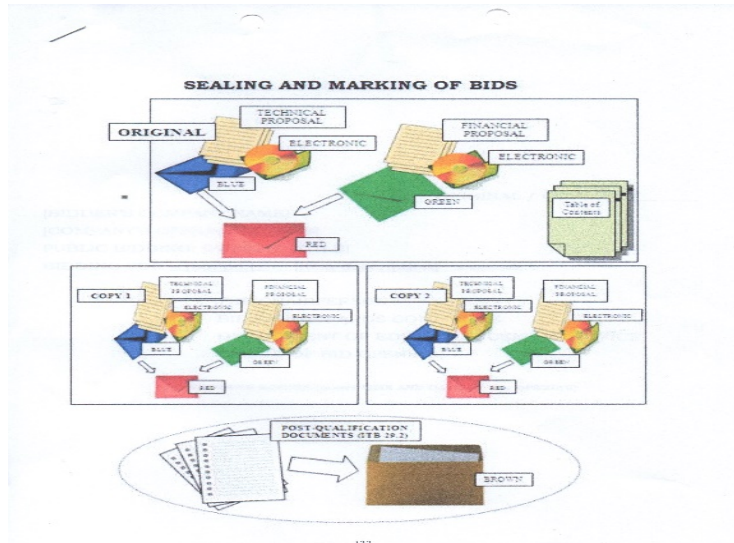 SEALING AND MARKING OF BIDS
ORIGINAL
TECHNICAL
PROPOSAL
ELECTRONIC
BLUE
FINANCIAL
PROPOSAL
ELECTRONIC
GREEN
RED
Table of
Contents
COPY 1
TECHNICAL
PROPOSAL
ELECTRONIC
BLUE
FINANCIAL
PROPOSAL
ELECTRONIC
GREEN
RED
COPY 2
TECHNICAL
PROPOSAL
ELECTRONIC
BLUE
FINANCIAL
PROPOSAL
ELECTRONIC
GREEN
RED
POST-QUALIFICATION
DOCUMENTS (ITB 29.2)
BROWN